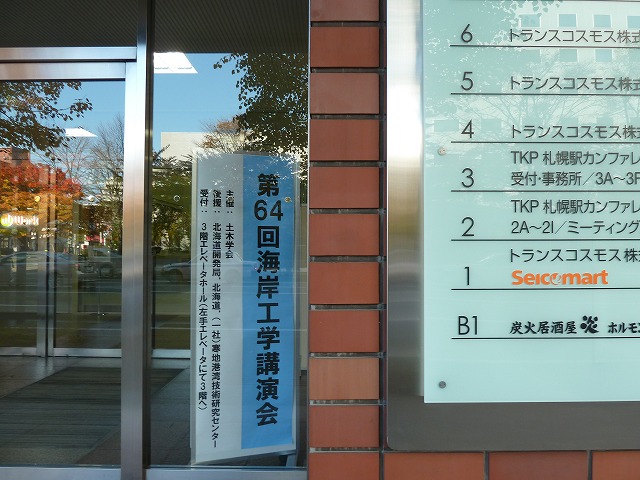 第64回海岸工学講演会
主催：土木学会
後援：北海道開発局、北海道、（一社）寒地港湾技術研究センター
受付：３階エレベータホール（左手エレベータにて３階へ）
6 トランスコスモス株式
5 トランスコスモス株式
4 トランスコスモス株式
TKP 札幌駅カンファレ
3 受付・事務所／3A～3F
TKP 札幌駅カンファレ
2 2A～2I／ミーティング
トランスコスモス株式
1 Seicomart
B1 炭火居酒屋 炎 ホルモン